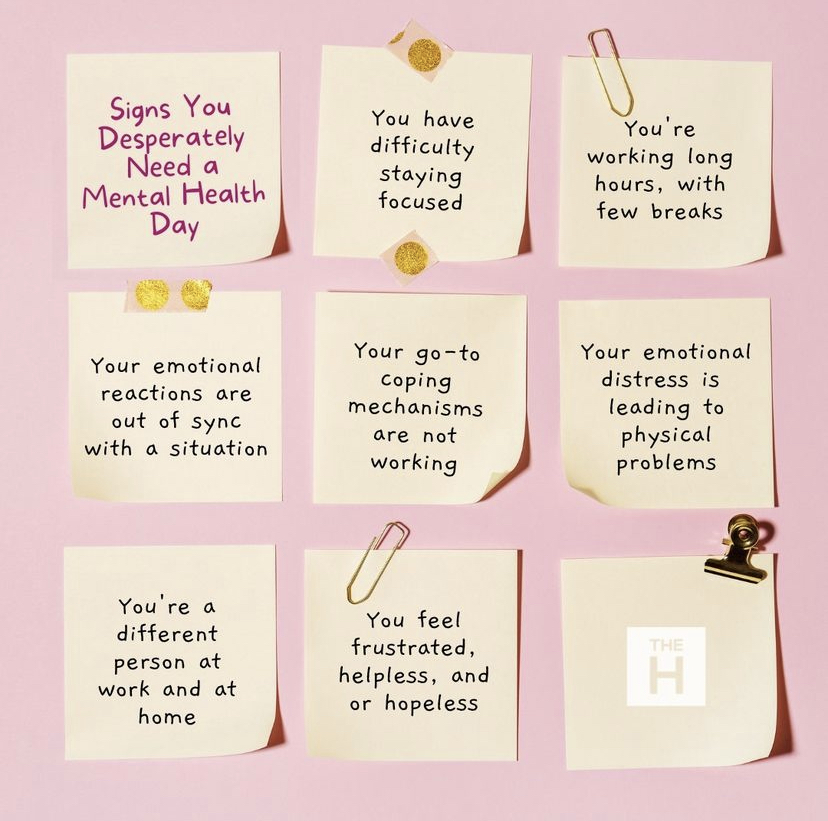 Signs You
Desperately
Need a
Mental Health
Day
You have
difficulty
staying
focused
You're
working long
hours, with
few breaks
Your emotional
reactions are
out of sync
with a situation
Your go-to
coping
mechanisms
are not
working
Your emotional
distress is
leading to
physical
problems
You're a
different
person at
work and at
home
You feel
frustrated,
helpless, and
or hopeless
THE
H